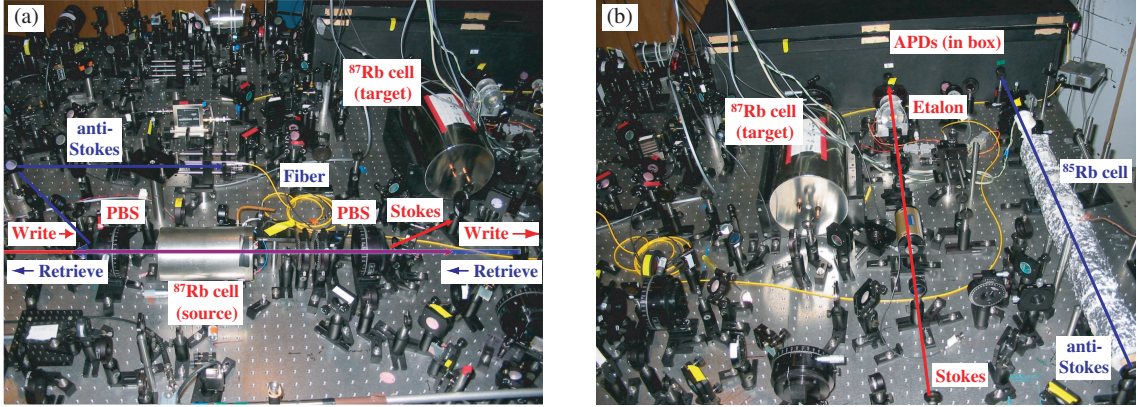 (a)
⁸⁷Rb cell
(target)
anti-
Stokes
Fiber
PBS
PBS
Stokes
Write →
Write →
← Retrieve
← Retrieve
⁸⁷Rb cell
(source)
(b)
APDs (in box)
⁸⁷Rb cell
(target)
Etalon
⁸⁵Rb cell
Stokes
anti-
Stokes